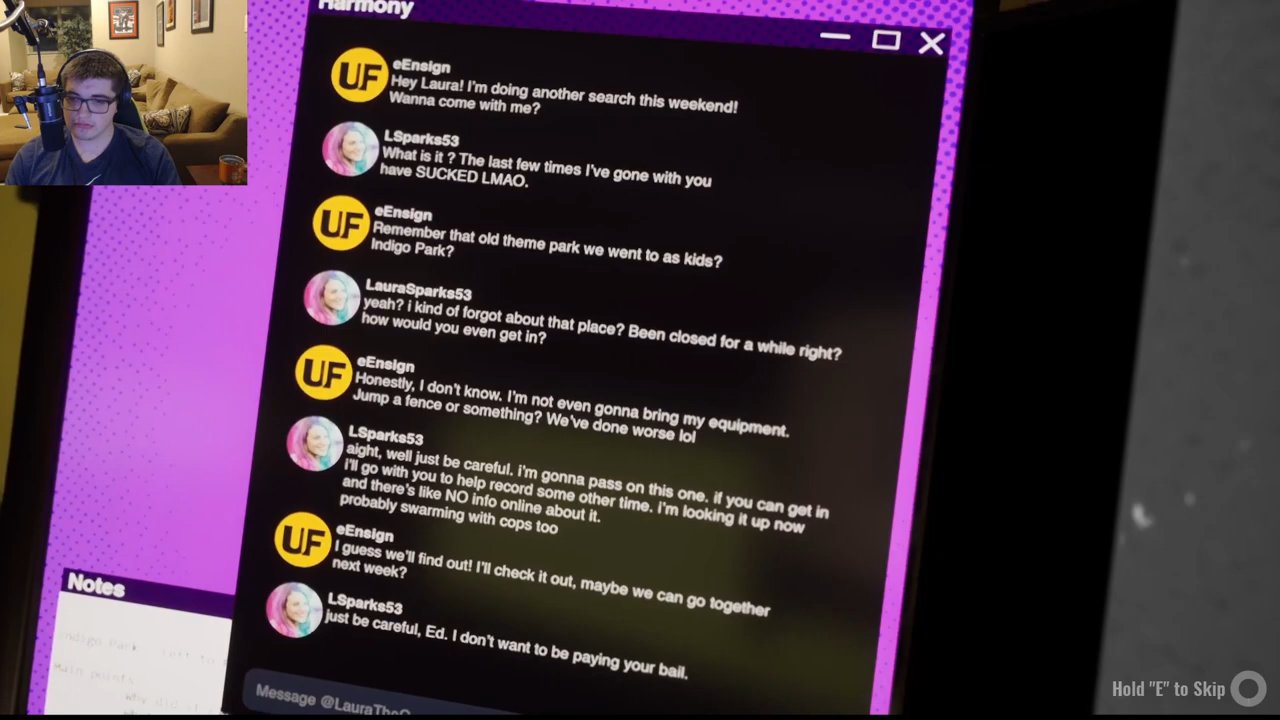 Harmony
UF
eEnsign
Hey Laura! I'm doing another search this weekend!
Wanna come with me?
LSparks53
What is it ? The last few times I've gone with you
have SUCKED LMAO.
UF
eEnsign
Remember that old theme park we went to as kids?
Indigo Park?
LauraSparks53
yeah? i kind of forgot about that place? Been closed for a while right?
how would you even get in?
UF
eEnsign
Honestly, I don't know. I'm not even gonna bring my equipment.
Jump a fence or something? We've done worse lol
LSparks53
aight, well just be careful. i'm gonna pass on this one. if you can get in
i'll go with you to help record some other time. i'm looking it up now
and there's like NO info online about it.
probably swarming with cops too
UF
eEnsign
I guess we'll find out! I'll check it out, maybe we can go together
next week?
LSparks53
just be careful, Ed. I don't want to be paying your bail.
Message @LauraThe
Notes
Indigo Park
Main points
Why did it
Hold "E" to Skip